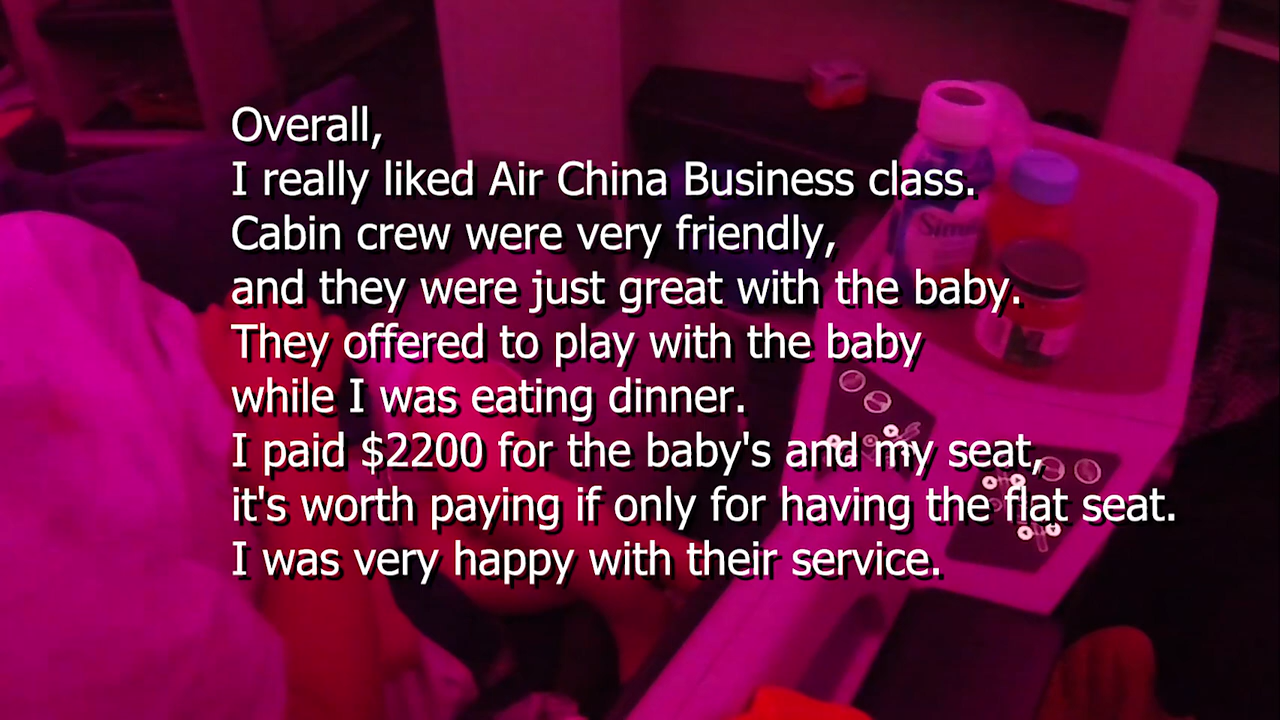 Overall,
I really liked Air China Business class.
Cabin crew were very friendly,
and they were just great with the baby.
They offered to play with the baby
while I was eating dinner.
I paid $2200 for the baby's and my seat,
it's worth paying if only for having the flat seat.
I was very happy with their service.